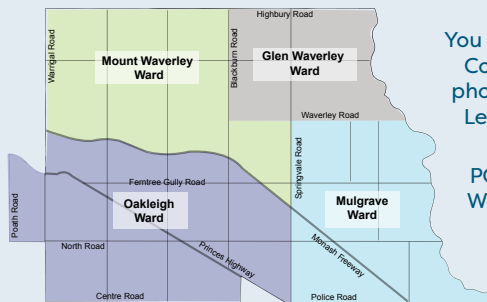 Highbury Road
Warrigal Road
Mount Waverley
Ward
Blackburn Road
Glen Waverley
Ward
Waverley Road
Springvale Road
Ferntree Gully Road
Poath Road
Oakleigh
Ward
Mulgrave
Ward
North Road
Princes Highway
Monash Freeway
Centre Road
Police Road
You
Co
pho
Le
PO
W